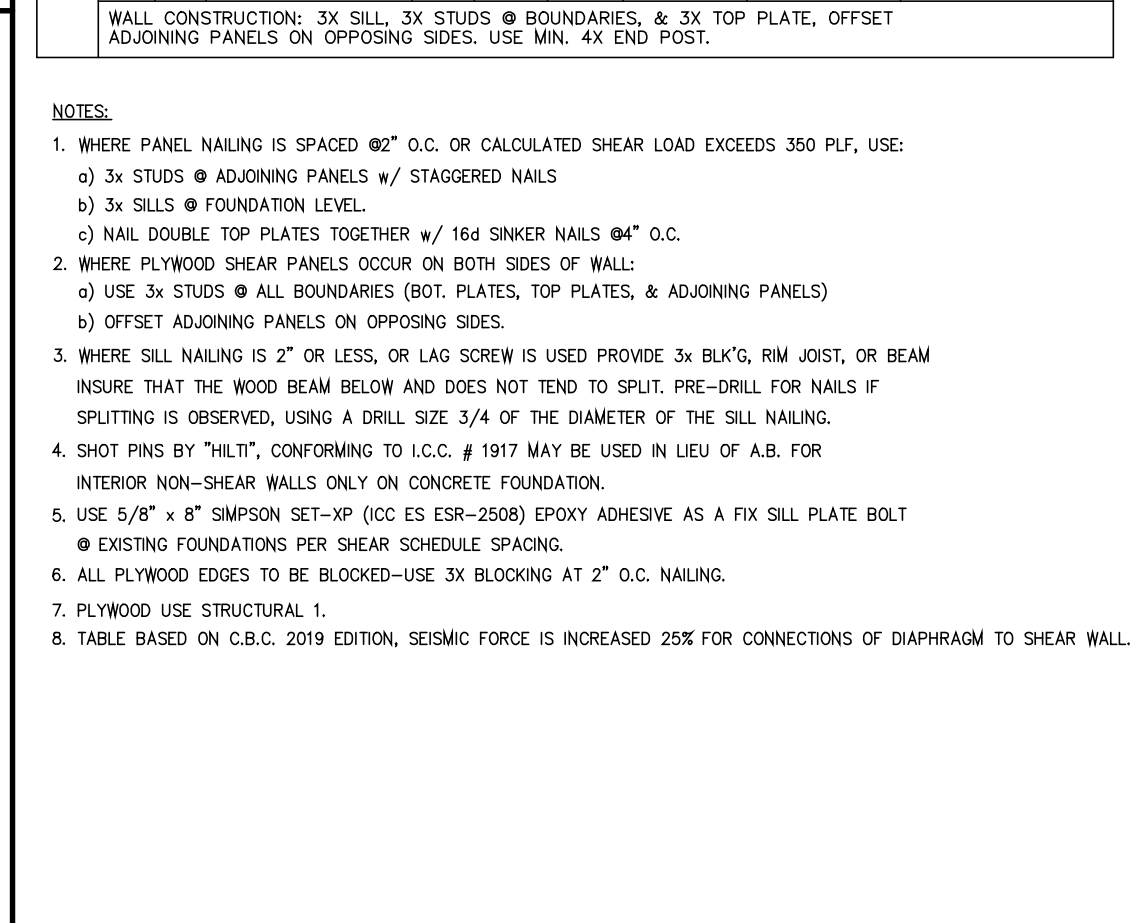 WALL CONSTRUCTION: 3X SILL, 3X STUDS @ BOUNDARIES, & 3X TOP PLATE, OFFSET
ADJOINING PANELS ON OPPOSING SIDES. USE MIN. 4X END POST.
NOTES:
1. WHERE PANEL NAILING IS SPACED @2" O.C. OR CALCULATED SHEAR LOAD EXCEEDS 350 PLF, USE:
a) 3x STUDS @ ADJOINING PANELS w/ STAGGERED NAILS
b) 3x SILLS @ FOUNDATION LEVEL.
c) NAIL DOUBLE TOP PLATES TOGETHER w/ 16d SINKER NAILS @4" O.C.
2. WHERE PLYWOOD SHEAR PANELS OCCUR ON BOTH SIDES OF WALL:
a) USE 3x STUDS @ ALL BOUNDARIES (BOT. PLATES, TOP PLATES, & ADJOINING PANELS)
b) OFFSET ADJOINING PANELS ON OPPOSING SIDES.
3. WHERE SILL NAILING IS 2" OR LESS, OR LAG SCREW IS USED PROVIDE 3x BLK'G, RIM JOIST, OR BEAM
INSURE THAT THE WOOD BEAM BELOW AND DOES NOT TEND TO SPLIT. PRE-DRILL FOR NAILS IF
SPLITTING IS OBSERVED, USING A DRILL SIZE 3/4 OF THE DIAMETER OF THE SILL NAILING.
4. SHOT PINS BY "HILTI", CONFORMING TO I.C.C. # 1917 MAY BE USED IN LIEU OF A.B. FOR
INTERIOR NON-SHEAR WALLS ONLY ON CONCRETE FOUNDATION.
5. USE 5/8" x 8" SIMPSON SET-XP (ICC ES ESR-2508) EPOXY ADHESIVE AS A FIX SILL PLATE BOLT
@ EXISTING FOUNDATIONS PER SHEAR SCHEDULE SPACING.
6. ALL PLYWOOD EDGES TO BE BLOCKED-USE 3X BLOCKING AT 2" O.C. NAILING.
7. PLYWOOD USE STRUCTURAL 1.
8. TABLE BASED ON C.B.C. 2019 EDITION, SEISMIC FORCE IS INCREASED 25% FOR CONNECTIONS OF DIAPHRAGM TO SHEAR WALL.